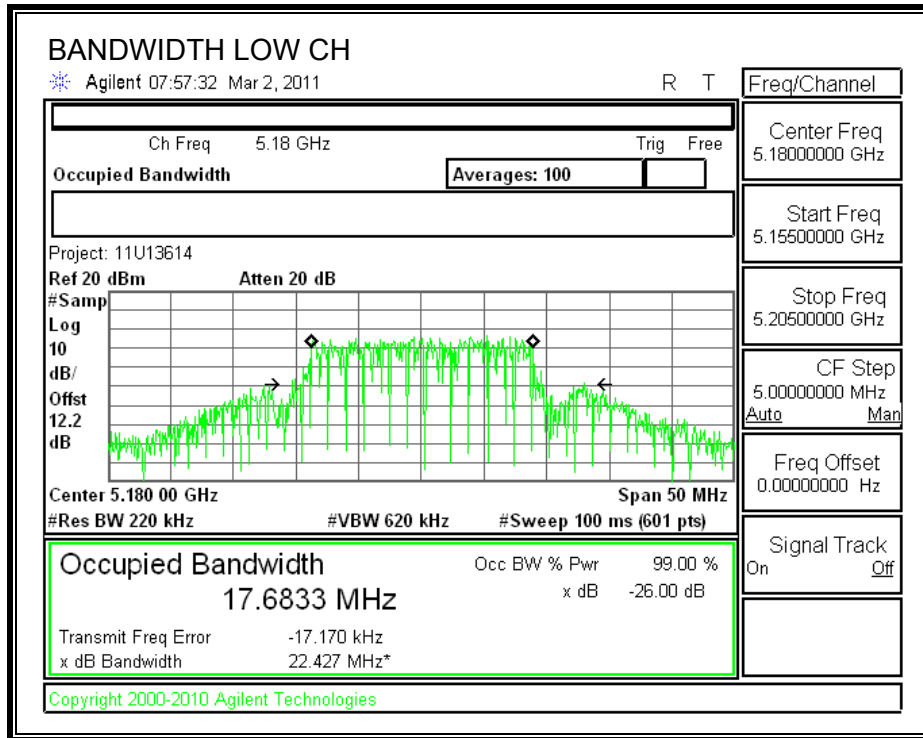 BANDWIDTH LOW CH
Agilent 07:57:32 Mar 2, 2011 R T
Ch Freq 5.18 GHz Trig Free
Occupied Bandwidth Averages: 100
Project: 11U13614
Ref 20 dBm Atten 20 dB
#Samp
Log
10
dB/
Offst
12.2
dB
Center 5.180 00 GHz Span 50 MHz
#Res BW 220 kHz #VBW 620 kHz #Sweep 100 ms (601 pts)
Occupied Bandwidth Occ BW % Pwr 99.00 %
17.6833 MHz x dB -26.00 dB
Transmit Freq Error -17.170 kHz
x dB Bandwidth 22.427 MHz*
Copyright 2000-2010 Agilent Technologies
Freq/Channel
Center Freq
5.18000000 GHz
Start Freq
5.15500000 GHz
Stop Freq
5.20500000 GHz
CF Step
5.00000000 MHz
Auto Man
Freq Offset
0.00000000 Hz
Signal Track
On Off